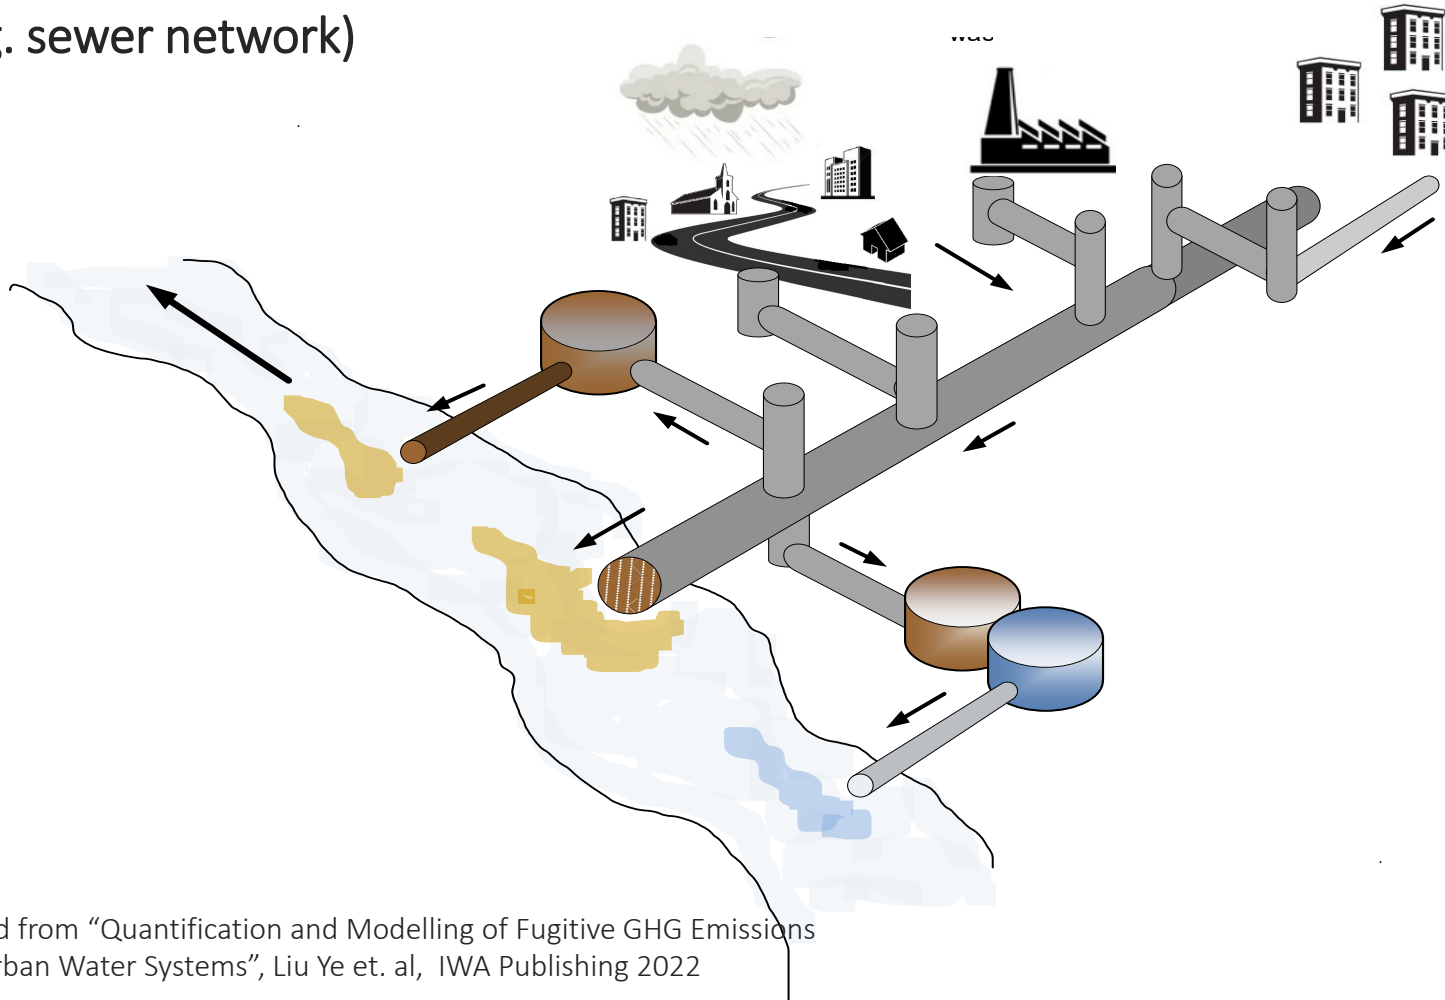 . sewer network)
d from “Quantification and Modelling of Fugitive GHG Emissions
rban Water Systems”, Liu Ye et. al, IWA Publishing 2022